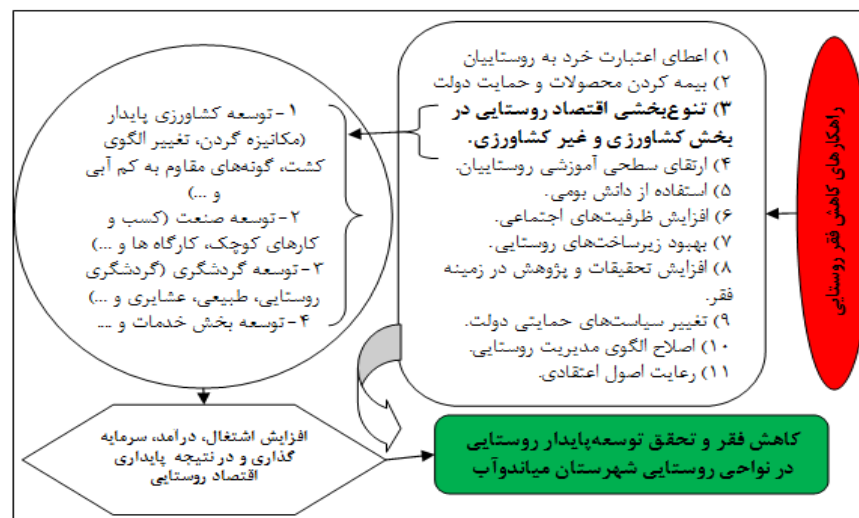 راهکارهای کاهش فقر روستایی
۱) اعطای اعتبارت خرد به روستاییان
۲) بیمه کردن محصولات و حمایت دولت
۳) تنوع‌بخشی اقتصاد روستایی در
بخش کشاورزی و غیر کشاورزی.
۴) ارتقای سطحی آموزشی روستاییان.
۵) استفاده از دانش بومی.
۶) افزایش ظرفیت‌های اجتماعی.
۷) بهبود زیرساخت‌های روستایی.
۸) افزایش تحقیقات و پژوهش در زمینه
فقر.
۹) تغییر سیاست‌های حمایتی دولت.
۱۰) اصلاح الگوی مدیریت روستایی.
۱۱) رعایت اصول اعتقادی.
۱- توسعه کشاورزی پایدار
(مکانیزه گردن، تغییر الگوی
کشت، گونه‌های مقاوم به کم آبی
و ...)
۲- توسعه صنعت (کسب و
کارهای کوچک، کارگاه ها و ...)
۳- توسعه گردشگری (گردشگری
روستایی، طبیعی، عشایری و ...)
۴- توسعه بخش خدمات و ...
افزایش اشتغال، درآمد، سرمایه
گذاری و در نتیجه پایداری
اقتصاد روستایی
کاهش فقر و تحقق توسعه‌پایدار روستایی
در نواحی روستایی شهرستان میاندوآب